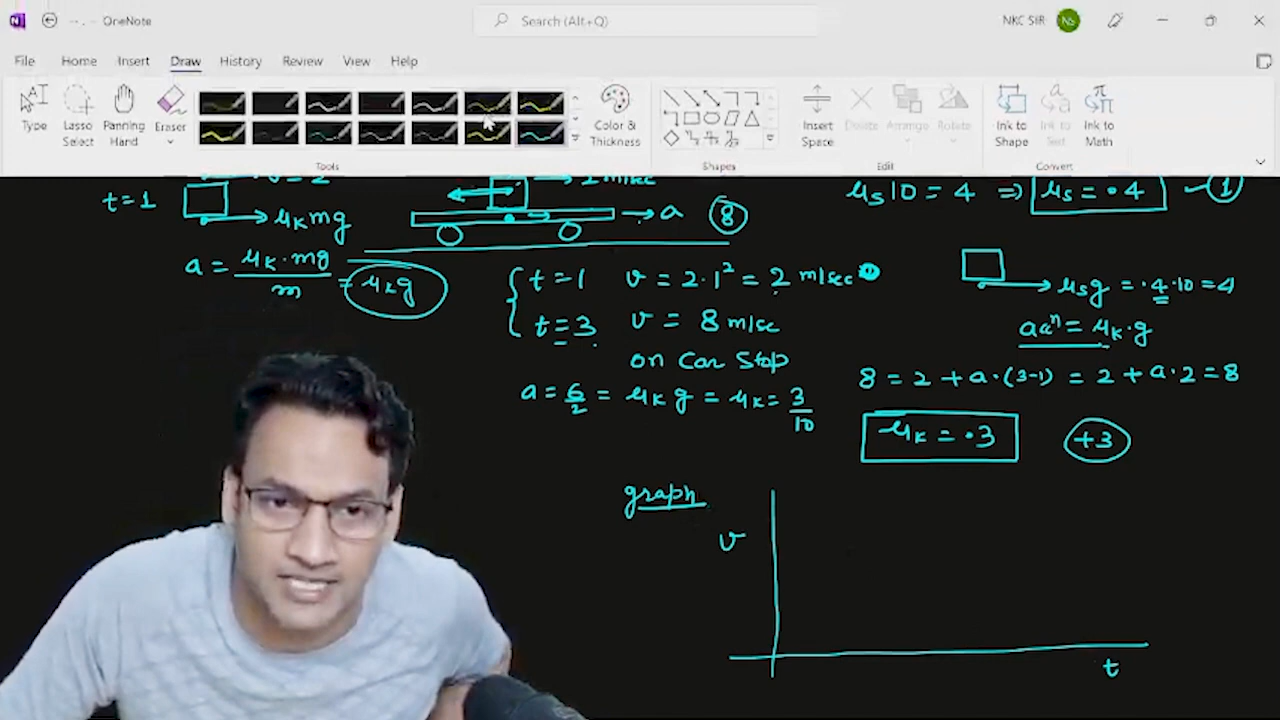 OneNote
Search (Alt+Q)
NKC SIR
NS
File Home Insert Draw History Review View Help
Type
Lasso Select
Panning Hand
Eraser
Color & Thickness
Insert Space
Delete
Arrange
Rotate
Ink to Shape
Ink to Text
Ink to Math
Tools
Shapes
Edit
Convert
t=1
v = 2
μₖmg
2 m/sec
→ a
⑧
μₛ10 = 4 ⇒ μₛ = .4 — ①
a = μₖ.mg/m = μₖg
t=1 v = 2.1² = 2 m/sec
t=3 v = 8 m/sec
on Car Stop
a = 6/2 = μₖ g = μₖ = 3/10
μₛg = .4.10 = 4
aaⁿ = μₖ.g
8 = 2 + a.(3-1) = 2 + a.2 = 8
μₖ = .3
+3
graph
v
t